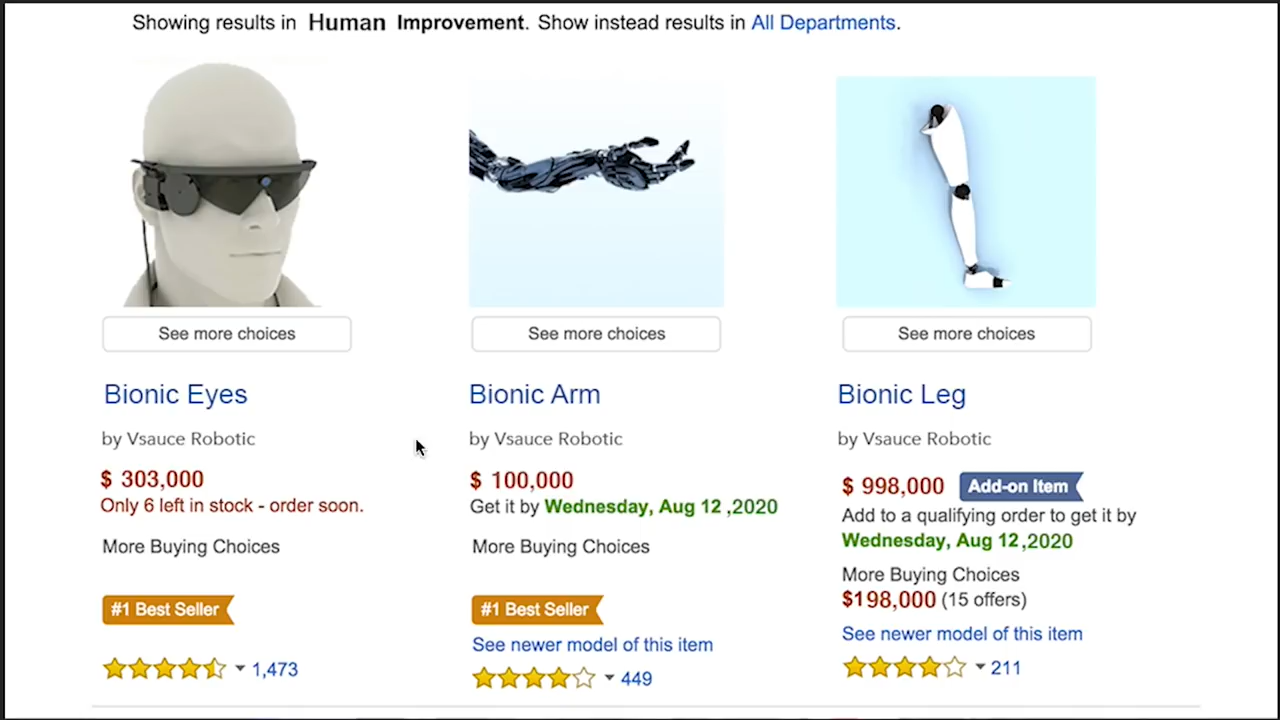 Showing results in Human Improvement. Show instead results in All Departments.
See more choices
Bionic Eyes
by Vsauce Robotic
$ 303,000
Only 6 left in stock - order soon.
More Buying Choices
#1 Best Seller
1,473
See more choices
Bionic Arm
by Vsauce Robotic
$ 100,000
Get it by Wednesday, Aug 12 ,2020
More Buying Choices
#1 Best Seller
See newer model of this item
449
See more choices
Bionic Leg
by Vsauce Robotic
$ 998,000 Add-on Item
Add to a qualifying order to get it by
Wednesday, Aug 12,2020
More Buying Choices
$198,000 (15 offers)
See newer model of this item
211